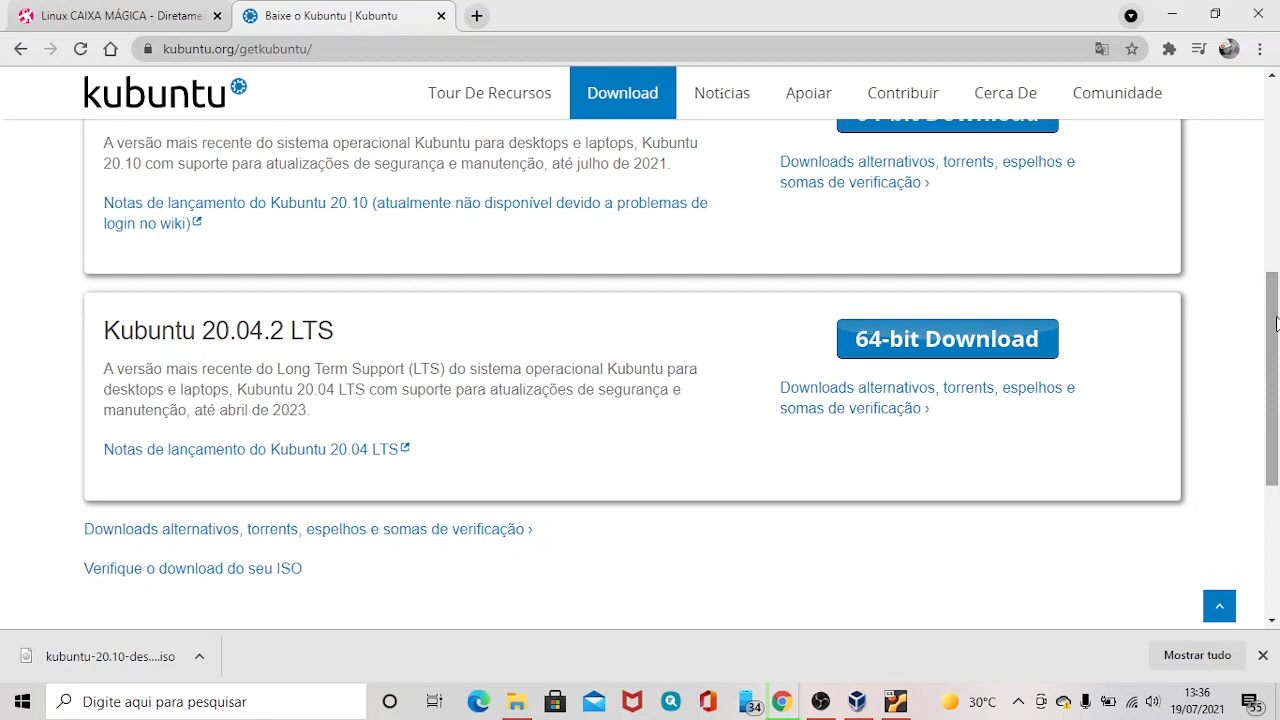 Linux CAIXA MÁGICA - Diretame
Baixe o Kubuntu | Kubuntu
kubuntu.org/getkubuntu/
kubuntu
Tour De Recursos
Download
Notícias
Apoiar
Contribuir
Cerca De
Comunidade
64-bit Download
A versão mais recente do sistema operacional Kubuntu para desktops e laptops, Kubuntu
20.10 com suporte para atualizações de segurança e manutenção, até julho de 2021.
Downloads alternativos, torrents, espelhos e
somas de verificação ›
Notas de lançamento do Kubuntu 20.10 (atualmente não disponível devido a problemas de
login no wiki)
Kubuntu 20.04.2 LTS
64-bit Download
A versão mais recente do Long Term Support (LTS) do sistema operacional Kubuntu para
desktops e laptops, Kubuntu 20.04 LTS com suporte para atualizações de segurança e
manutenção, até abril de 2023.
Downloads alternativos, torrents, espelhos e
somas de verificação ›
Notas de lançamento do Kubuntu 20.04 LTS
Downloads alternativos, torrents, espelhos e somas de verificação ›
Verifique o download do seu ISO
kubuntu-20.10-des....iso
Mostrar tudo
Digite aqui para pesquisar
34
30°C
13:36
19/07/2021
55